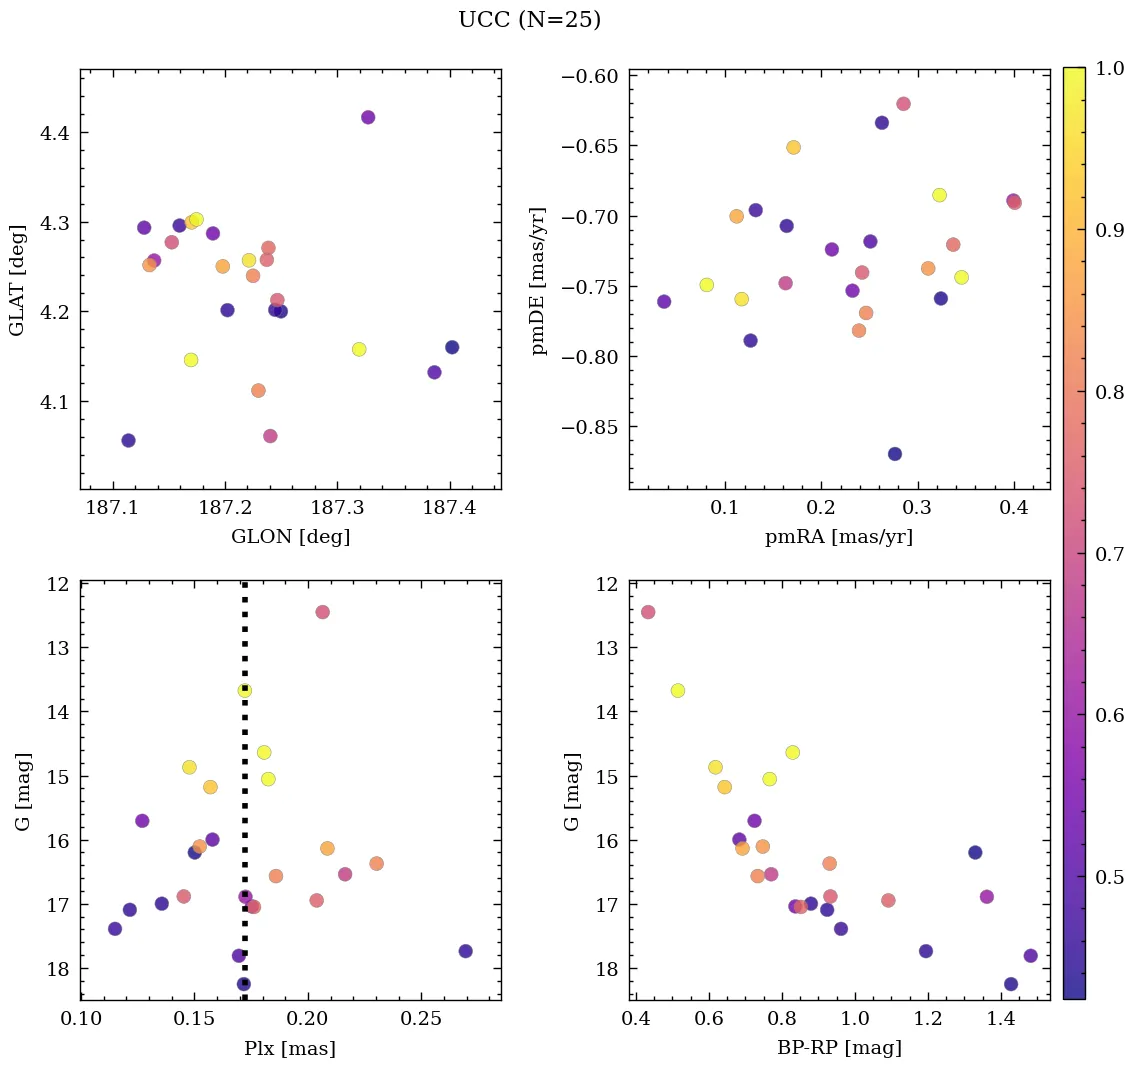 UCC (N=25)
4.4
4.3
4.2
4.1
GLAT [deg]
187.1 187.2 187.3 187.4
GLON [deg]
−0.60
−0.65
−0.70
−0.75
−0.80
−0.85
pmDE [mas/yr]
0.1 0.2 0.3 0.4
pmRA [mas/yr]
12
13
14
15
16
17
18
G [mag]
0.10 0.15 0.20 0.25
Plx [mas]
12
13
14
15
16
17
18
G [mag]
0.4 0.6 0.8 1.0 1.2 1.4
BP-RP [mag]
1.0
0.9
0.8
0.7
0.6
0.5